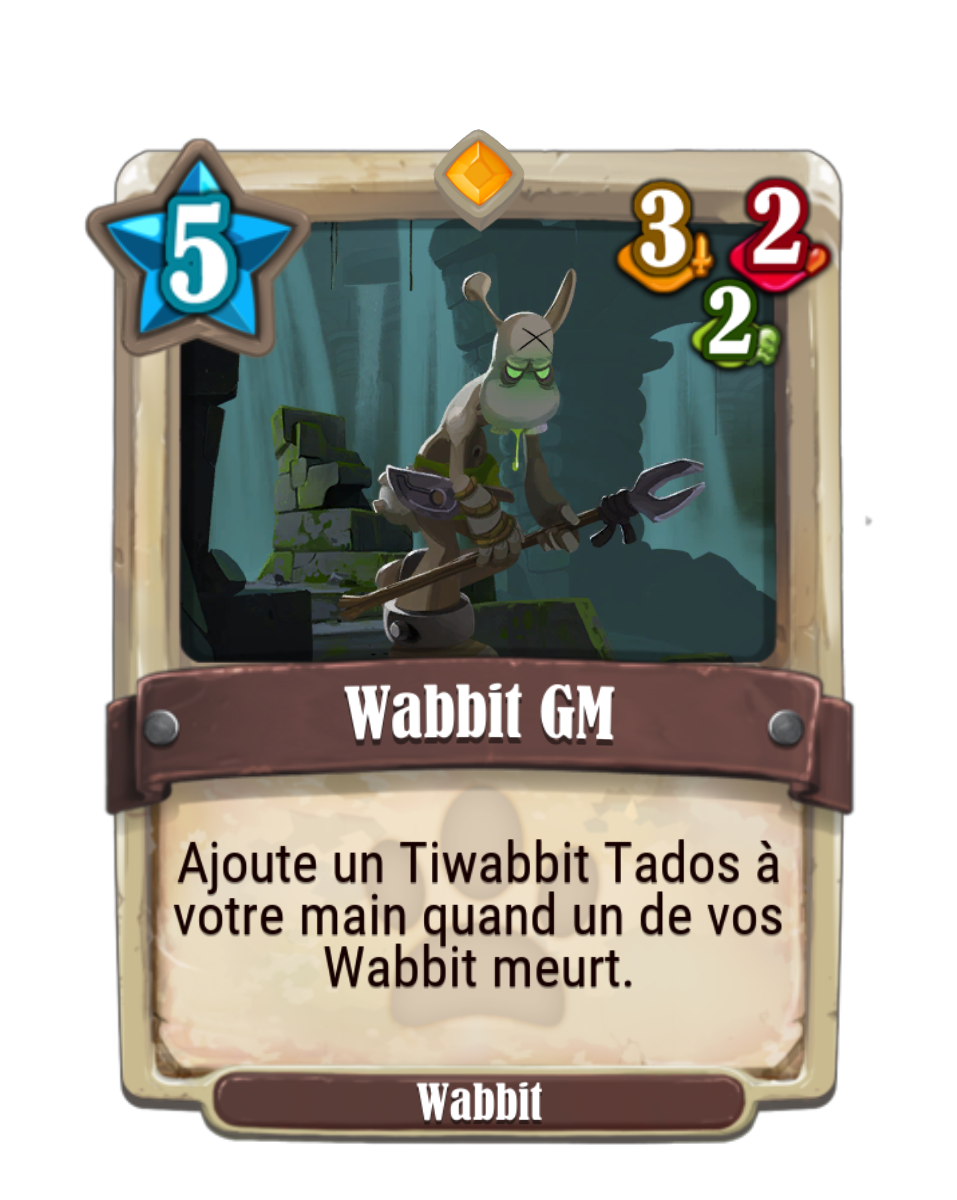 5
3
2
2
Wabbit GM
Ajoute un Tiwabbit Tados à
votre main quand un de vos
Wabbit meurt.
Wabbit